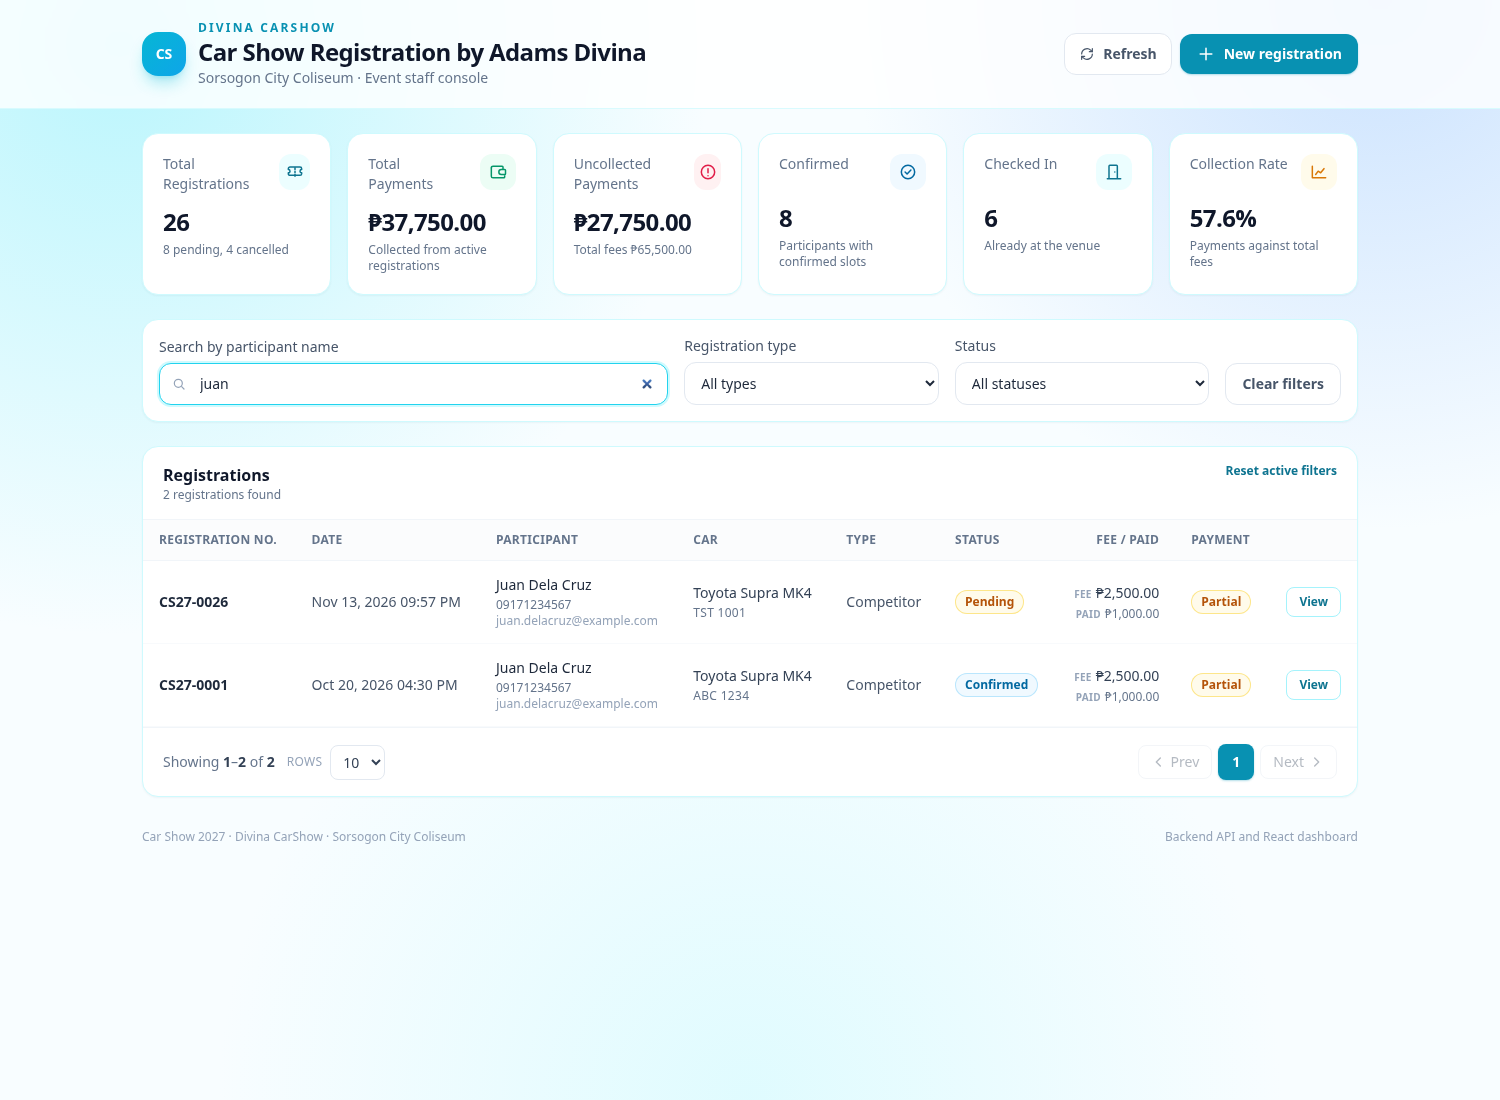 CS
DIVINA CARSHOW
Car Show Registration by Adams Divina
Sorsogon City Coliseum · Event staff console
Refresh
New registration
Total
Registrations
26
8 pending, 4 cancelled
Total
Payments
₱37,750.00
Collected from active
registrations
Uncollected
Payments
₱27,750.00
Total fees ₱65,500.00
Confirmed
8
Participants with
confirmed slots
Checked In
6
Already at the venue
Collection Rate
57.6%
Payments against total
fees
Search by participant name
juan
Registration type
All types
Status
All statuses
Clear filters
Registrations
2 registrations found
Reset active filters
REGISTRATION NO. DATE PARTICIPANT CAR TYPE STATUS FEE / PAID PAYMENT
CS27-0026
Nov 13, 2026 09:57 PM
Juan Dela Cruz
09171234567
juan.delacruz@example.com
Toyota Supra MK4
TST 1001
Competitor
Pending
FEE ₱2,500.00
PAID ₱1,000.00
Partial
View
CS27-0001
Oct 20, 2026 04:30 PM
Juan Dela Cruz
09171234567
juan.delacruz@example.com
Toyota Supra MK4
ABC 1234
Competitor
Confirmed
FEE ₱2,500.00
PAID ₱1,000.00
Partial
View
Showing 1–2 of 2 ROWS 10
Prev 1 Next
Car Show 2027 · Divina CarShow · Sorsogon City Coliseum
Backend API and React dashboard